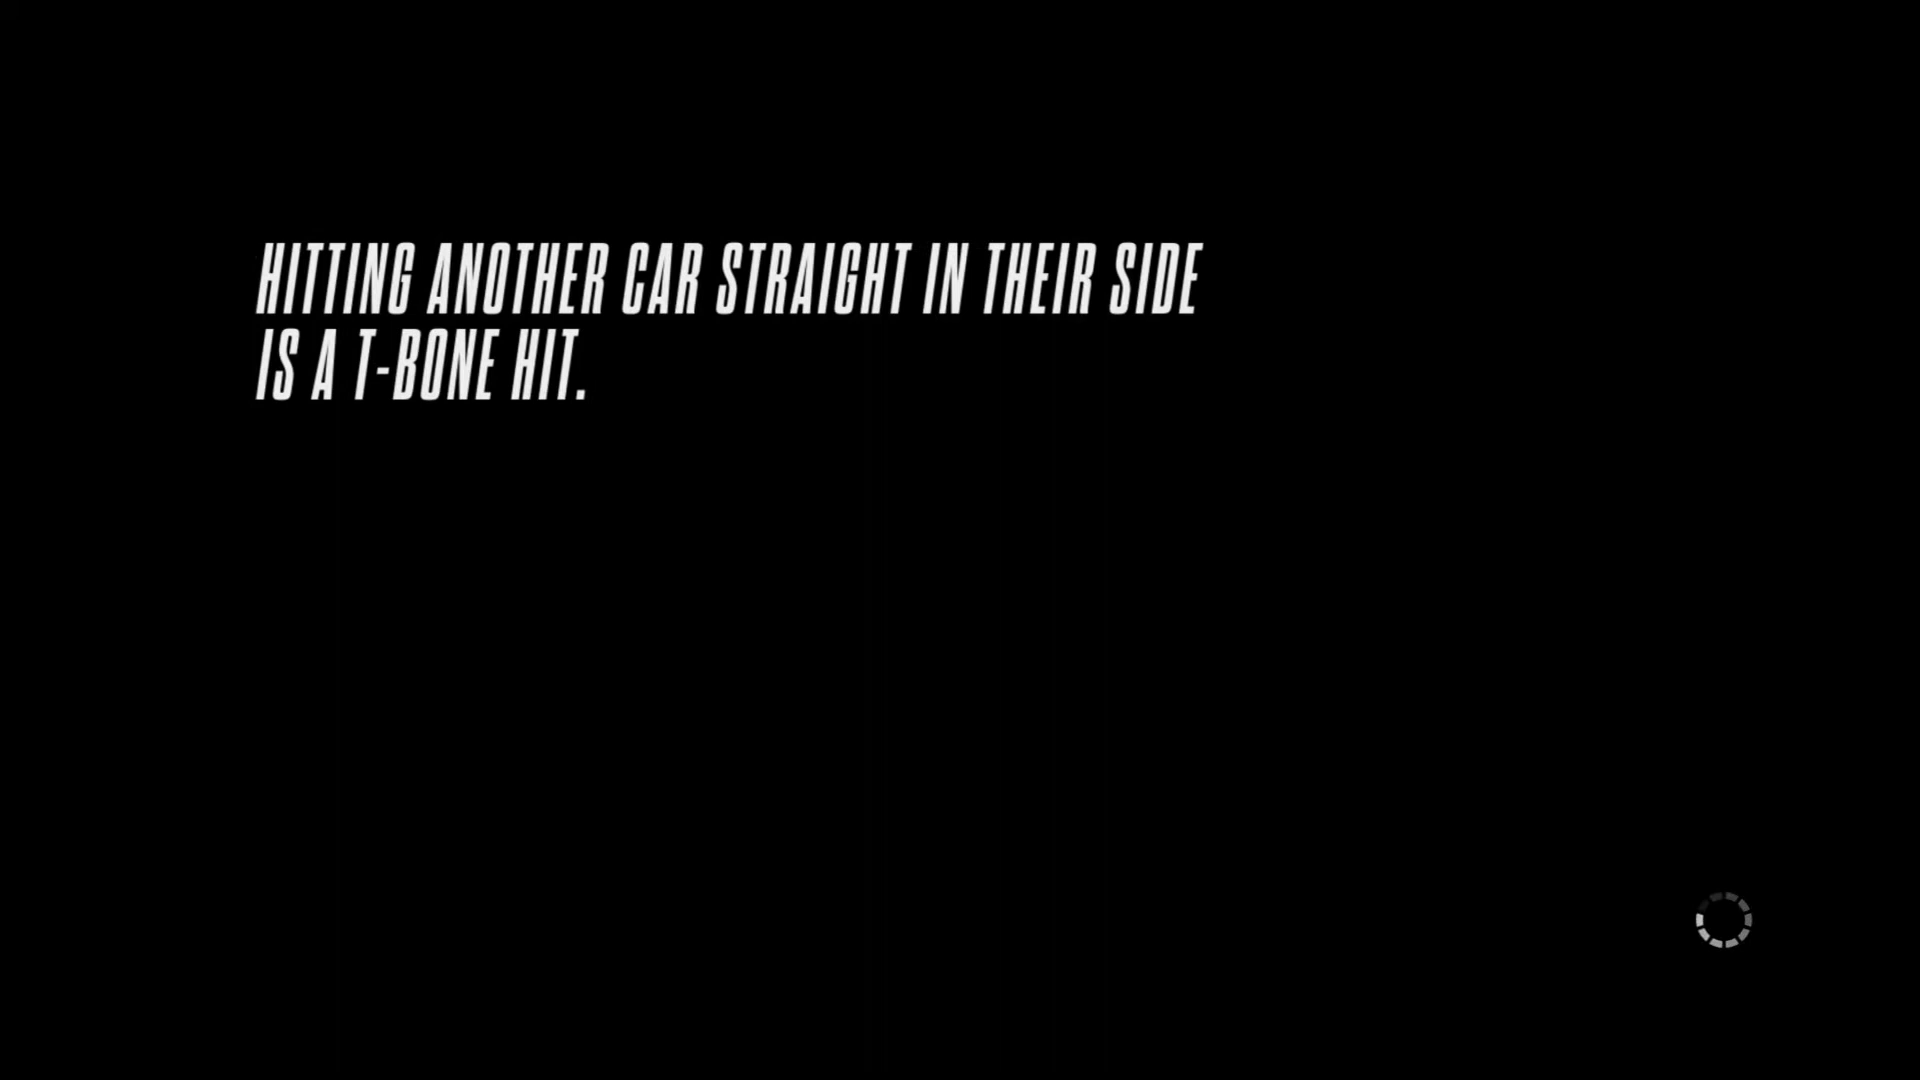 HITTING ANOTHER CAR STRAIGHT IN THEIR SIDE
IS A T-BONE HIT.